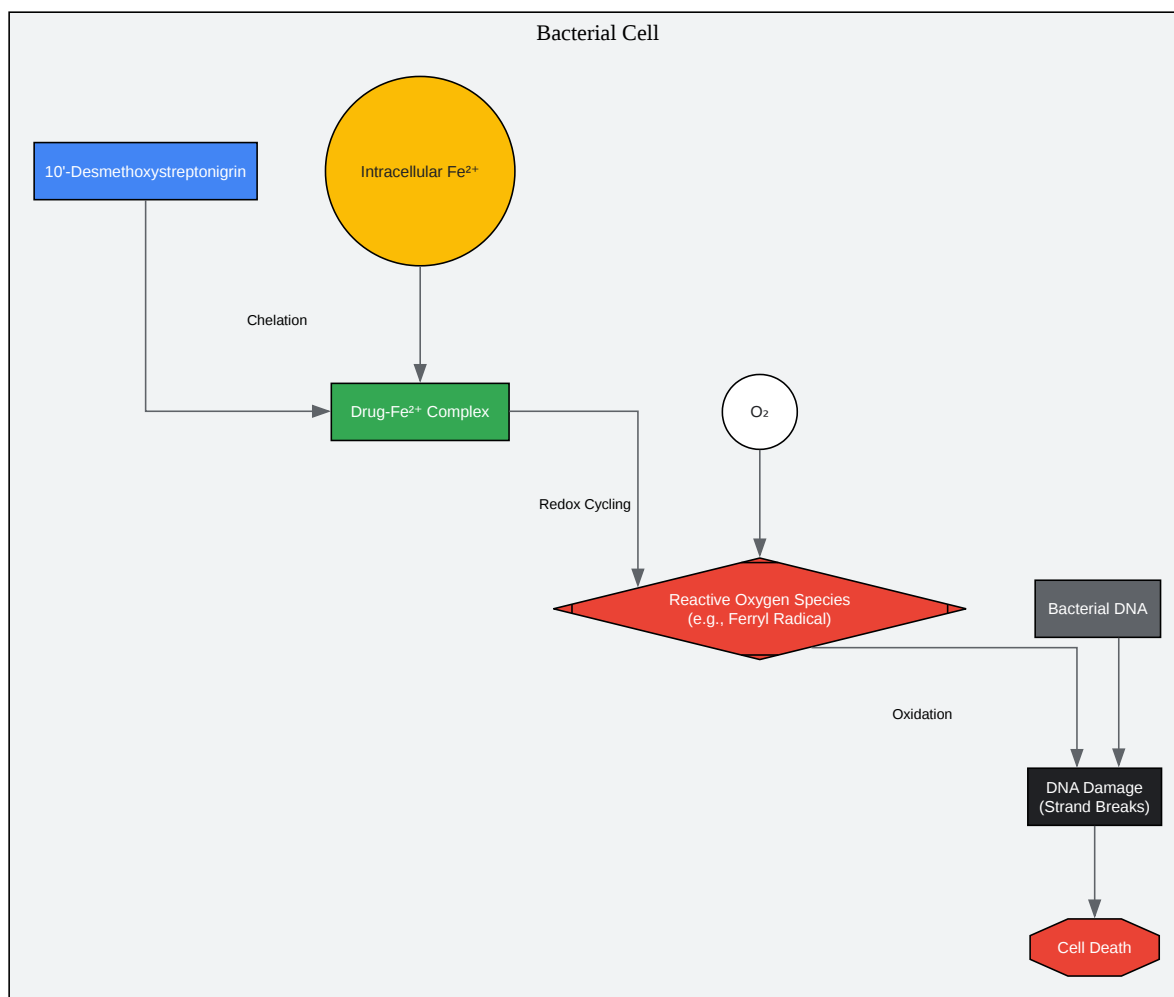 Bacterial Cell
10'-Desmethoxystreptonigrin
Intracellular Fe²⁺
Chelation
Drug-Fe²⁺ Complex
O₂
Redox Cycling
Reactive Oxygen Species
(e.g., Ferryl Radical)
Bacterial DNA
Oxidation
DNA Damage
(Strand Breaks)
Cell Death